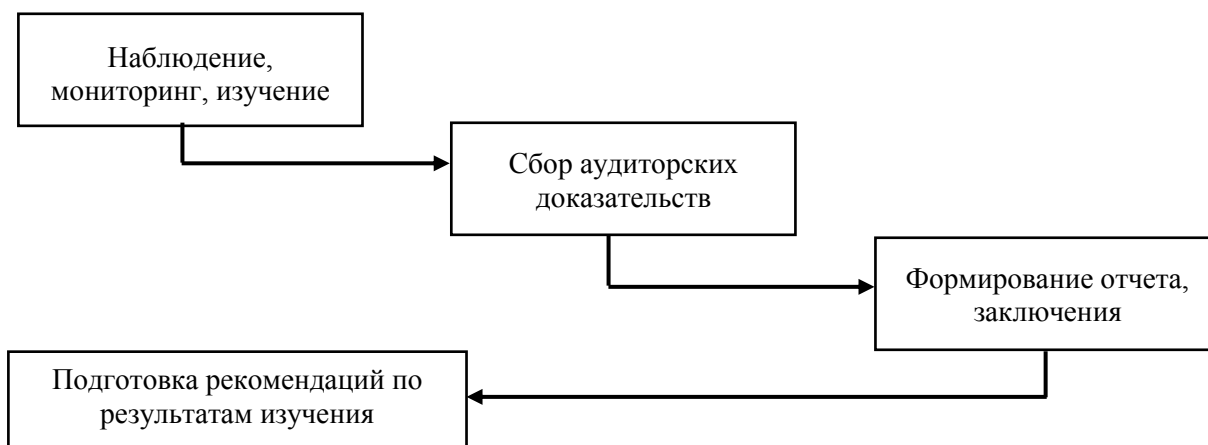 Наблюдение,
мониторинг, изучение
Сбор аудиторских
доказательств
Формирование отчета,
заключения
Подготовка рекомендаций по
результатам изучения